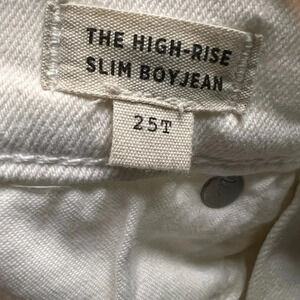 THE HIGH-RISE
SLIM BOYJEAN
25T